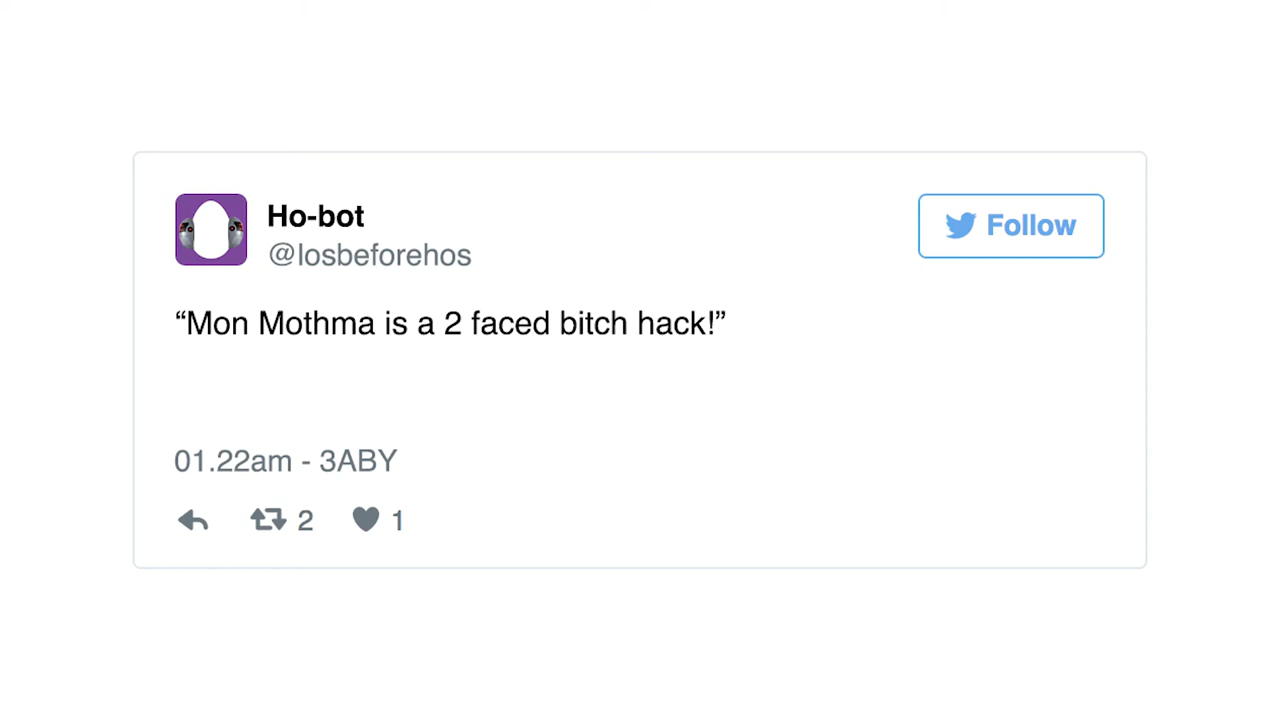 Ho-bot
Follow
@losbeforehos
“Mon Mothma is a 2 faced bitch hack!”
01.22am - 3ABY
2 1